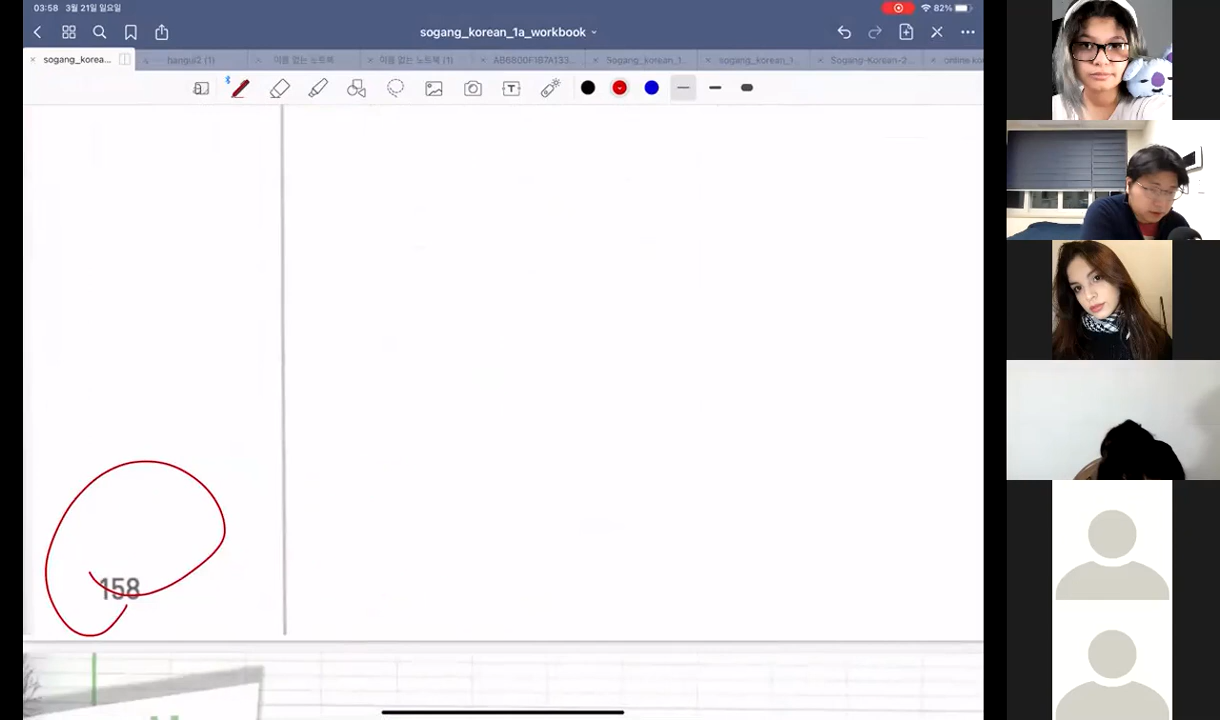 03:58 3월 21일 일요일
82%
sogang_korean_1a_workbook
sogang_korea... hangul2 (1) 이름 없는 노트북 이름 없는 노트북 (1) Sogang_korean_1... sogang_korean_1... Sogang-Korean-2... online ko
T
158